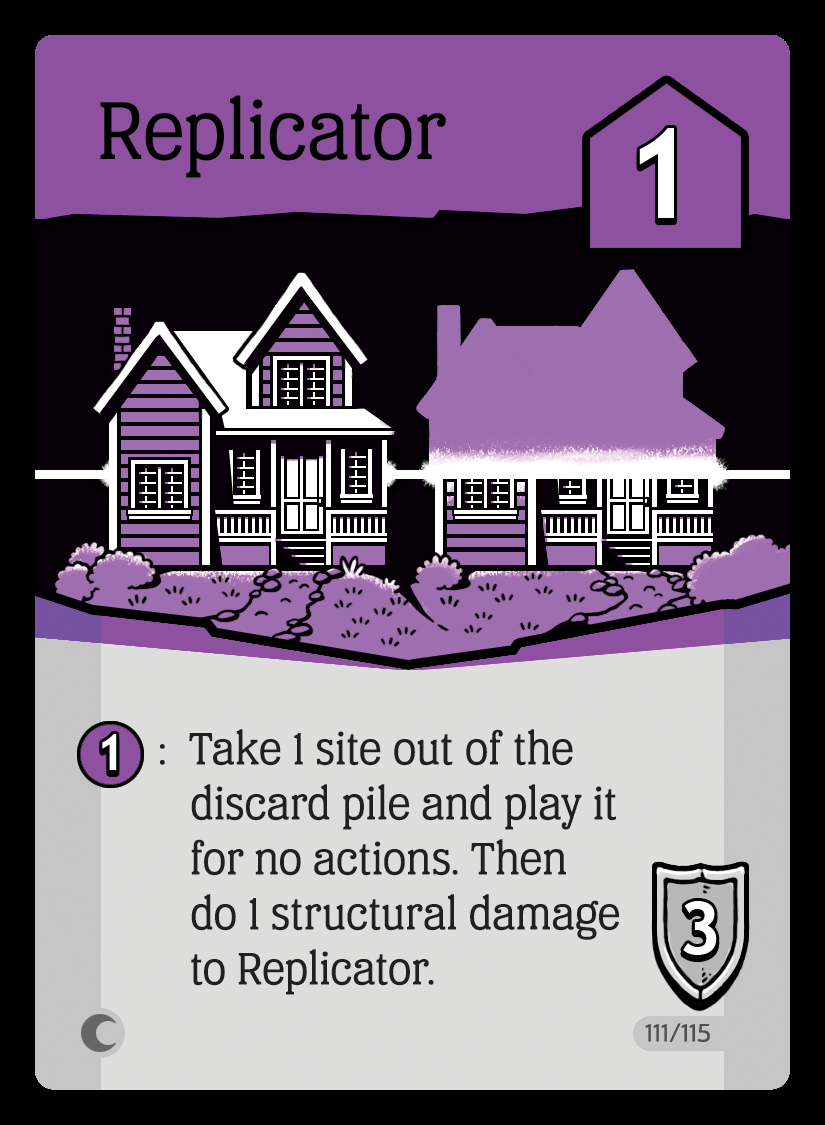 Replicator
1
1 : Take 1 site out of the
discard pile and play it
for no actions. Then
do 1 structural damage
to Replicator.
3
111/115